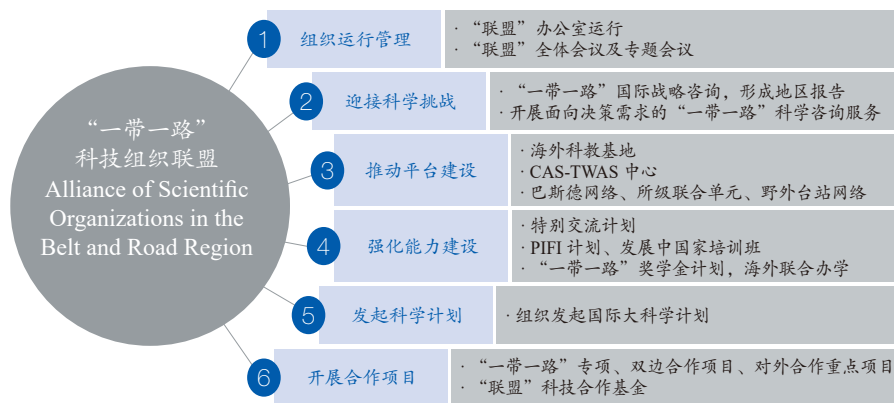 “一带一路”
科技组织联盟
Alliance of Scientific
Organizations in the
Belt and Road Region
1
组织运行管理
· “联盟”办公室运行
· “联盟”全体会议及专题会议
2
迎接科学挑战
· “一带一路”国际战略咨询，形成地区报告
· 开展面向决策需求的“一带一路”科学咨询服务
3
推动平台建设
· 海外科教基地
· CAS-TWAS 中心
· 巴斯德网络、所级联合单元、野外台站网络
4
强化能力建设
· 特别交流计划
· PIFI 计划、发展中国家培训班
· “一带一路”奖学金计划，海外联合办学
5
发起科学计划
· 组织发起国际大科学计划
6
开展合作项目
· “一带一路”专项、双边合作项目、对外合作重点项目
· “联盟”科技合作基金